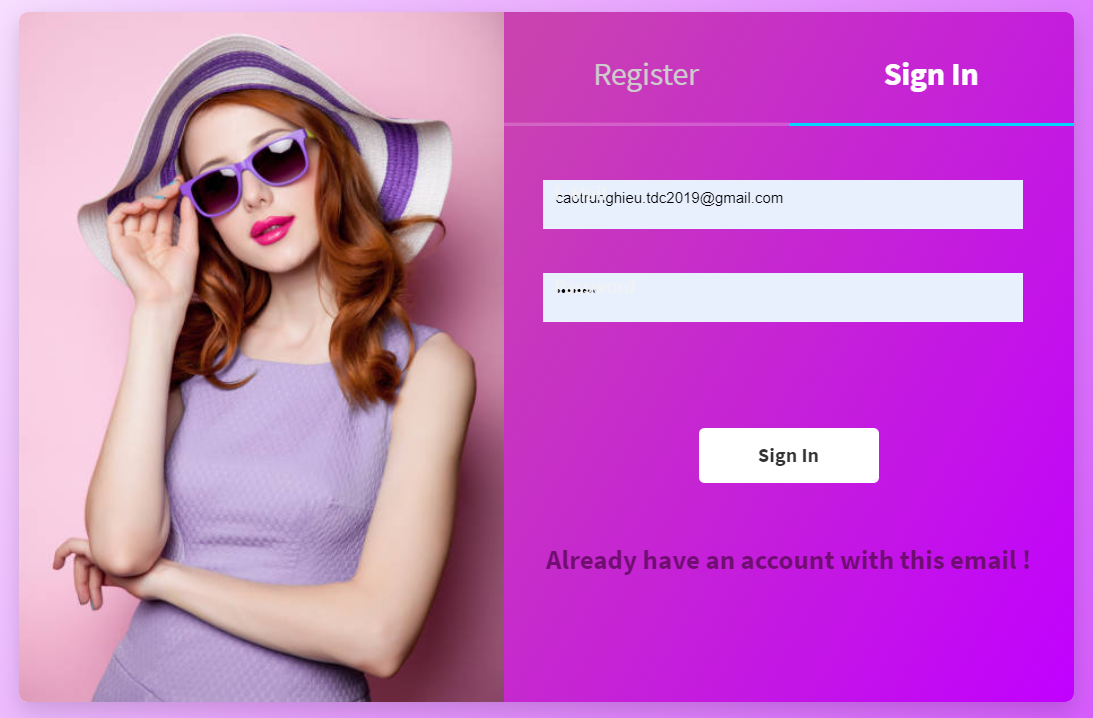 Register
Sign In
caotrunghieu.tdc2019@gmail.com
Sign In
Already have an account with this email !